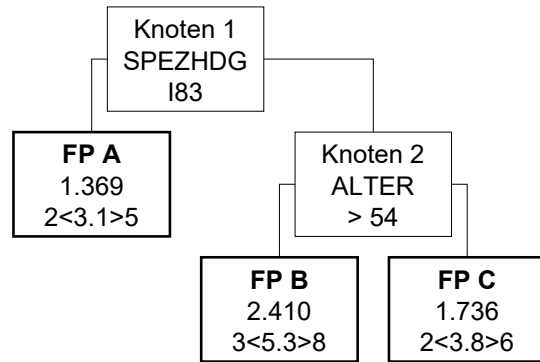 Knoten 1
SPEZHDG
I83
FP A
1.369
2<3.1>5
Knoten 2
ALTER
> 54
FP B
2.410
3<5.3>8
FP C
1.736
2<3.8>6